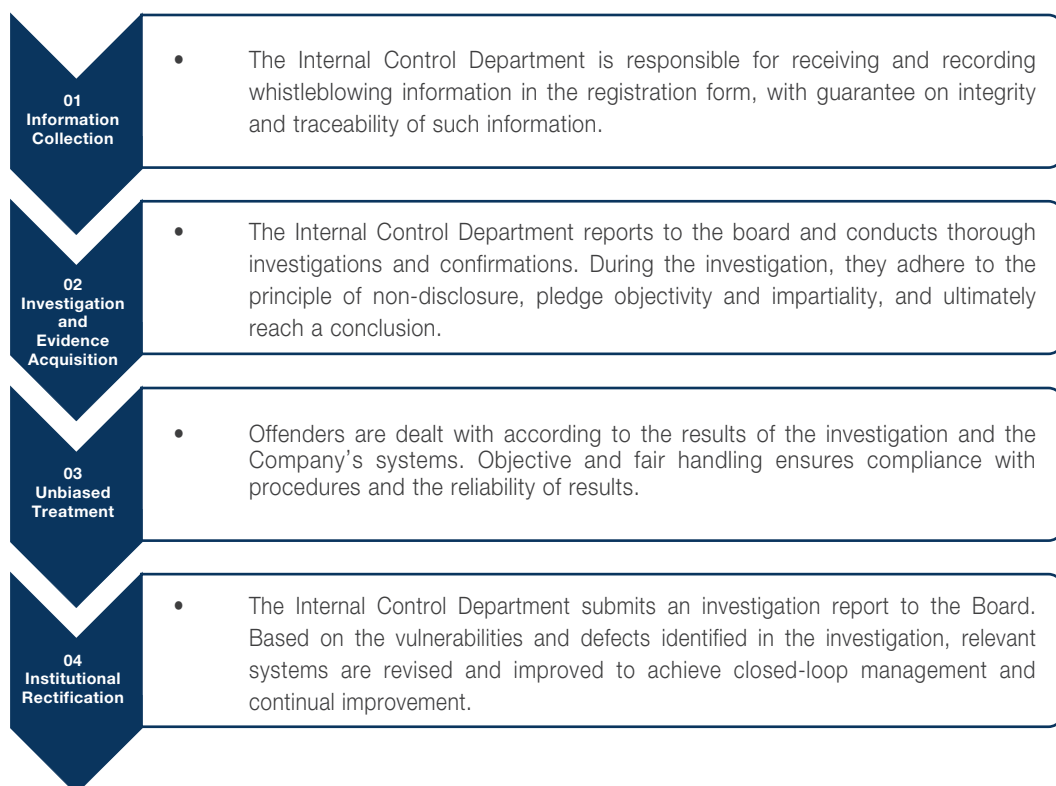 01
Information
Collection
• The Internal Control Department is responsible for receiving and recording
whistleblowing information in the registration form, with guarantee on integrity
and traceability of such information.
02
Investigation
and
Evidence
Acquisition
• The Internal Control Department reports to the board and conducts thorough
investigations and confirmations. During the investigation, they adhere to the
principle of non-disclosure, pledge objectivity and impartiality, and ultimately
reach a conclusion.
03
Unbiased
Treatment
• Offenders are dealt with according to the results of the investigation and the
Company's systems. Objective and fair handling ensures compliance with
procedures and the reliability of results.
04
Institutional
Rectification
• The Internal Control Department submits an investigation report to the Board.
Based on the vulnerabilities and defects identified in the investigation, relevant
systems are revised and improved to achieve closed-loop management and
continual improvement.